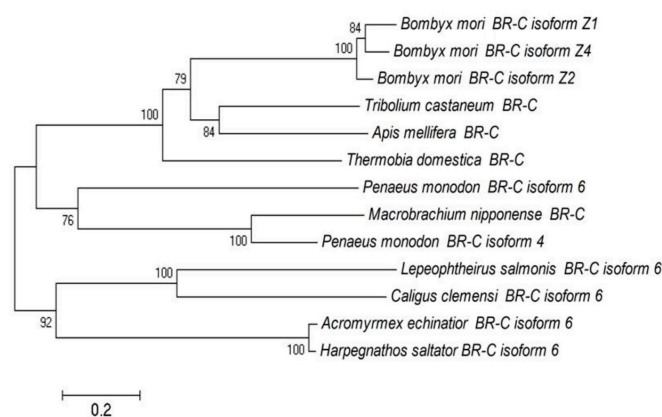 84
Bombyx mori BR-C isoform Z1
100
Bombyx mori BR-C isoform Z4
79
Bombyx mori BR-C isoform Z2
100
Tribolium castaneum BR-C
84
Apis mellifera BR-C
Thermobia domestica BR-C
Penaeus monodon BR-C isoform 6
76
Macrobrachium nipponense BR-C
100
Penaeus monodon BR-C isoform 4
100
Lepeophtheirus salmonis BR-C isoform 6
Caligus clemensi BR-C isoform 6
92
Acromyrmex echinatior BR-C isoform 6
100
Harpegnathos saltator BR-C isoform 6
0.2